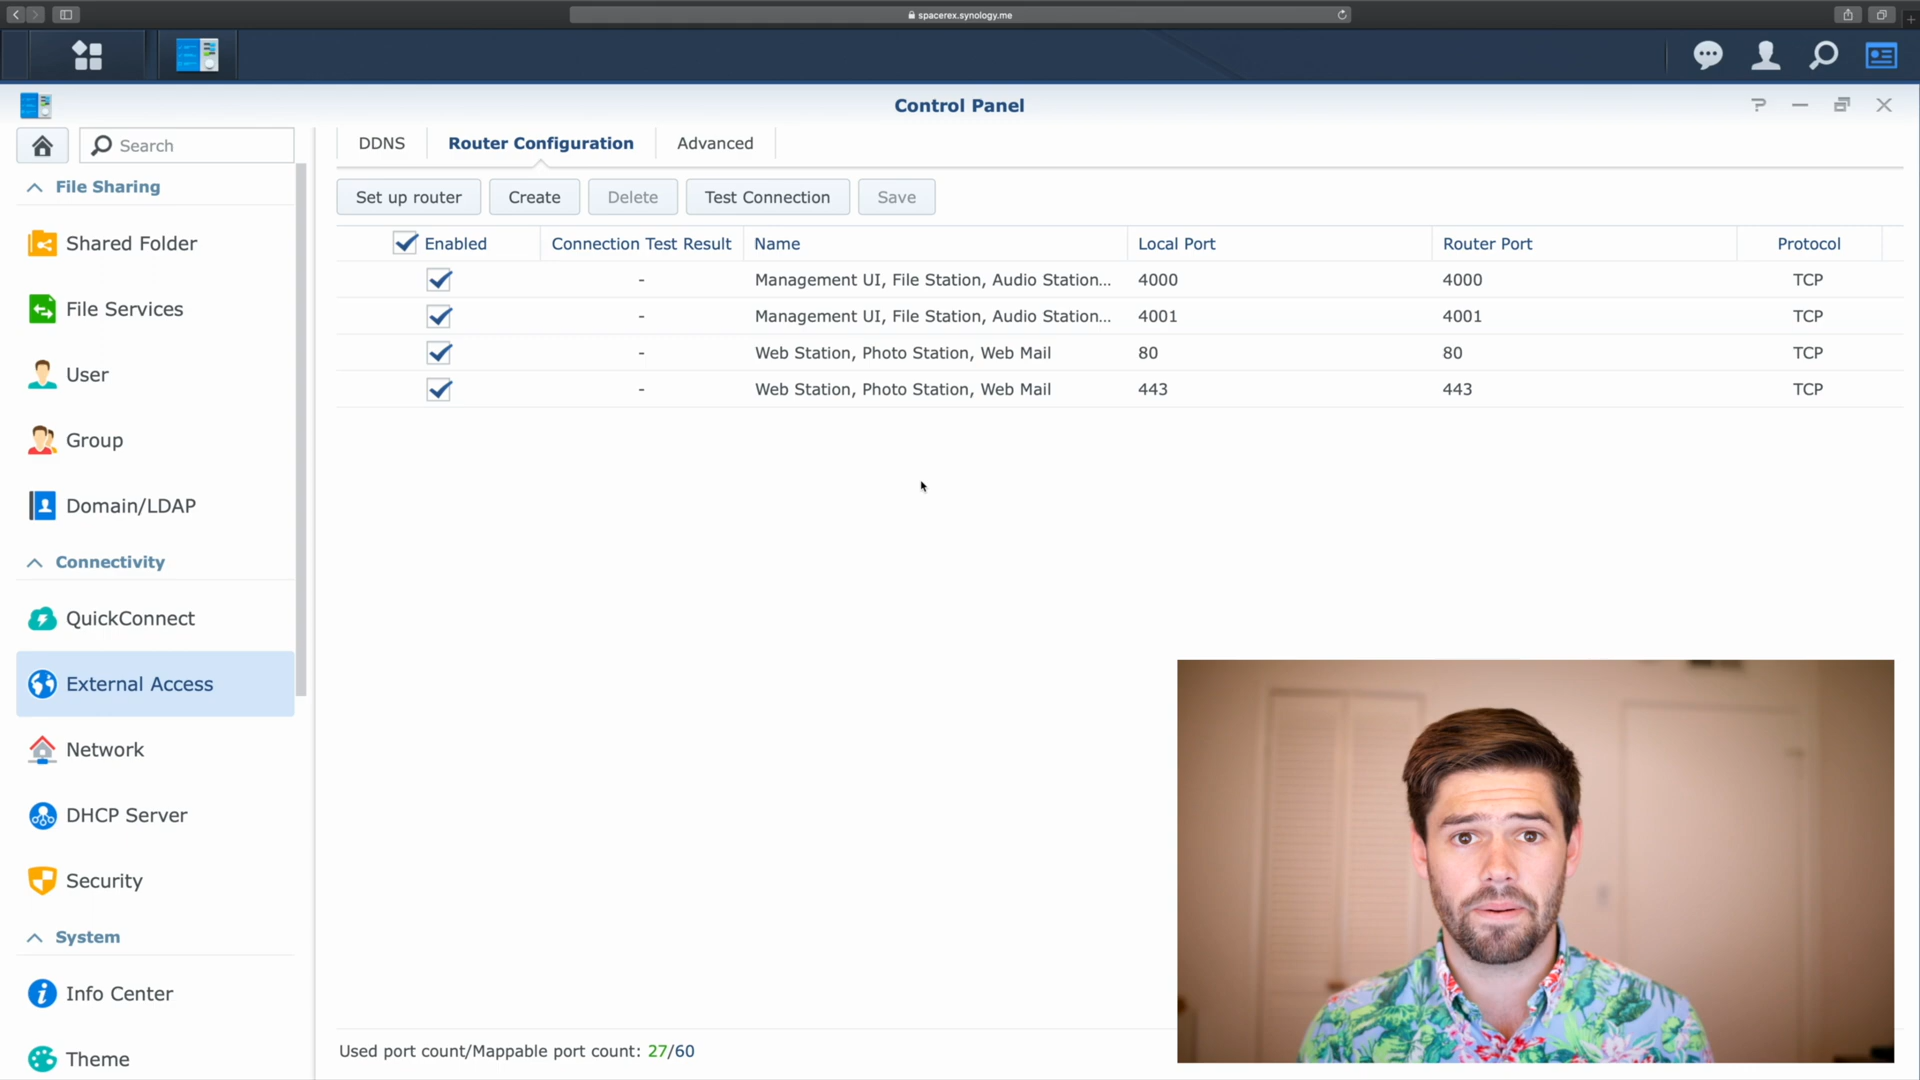 spacerex.synology.me
Control Panel
Search
DDNS
Router Configuration
Advanced
File Sharing
Set up router
Create
Delete
Test Connection
Save
Shared Folder
Enabled
Connection Test Result
Name
Local Port
Router Port
Protocol
Management UI, File Station, Audio Station...
4000
4000
TCP
File Services
Management UI, File Station, Audio Station...
4001
4001
TCP
Web Station, Photo Station, Web Mail
80
80
TCP
User
Web Station, Photo Station, Web Mail
443
443
TCP
Group
Domain/LDAP
Connectivity
QuickConnect
External Access
Network
DHCP Server
Security
System
Info Center
Theme
Used port count/Mappable port count: 27/60